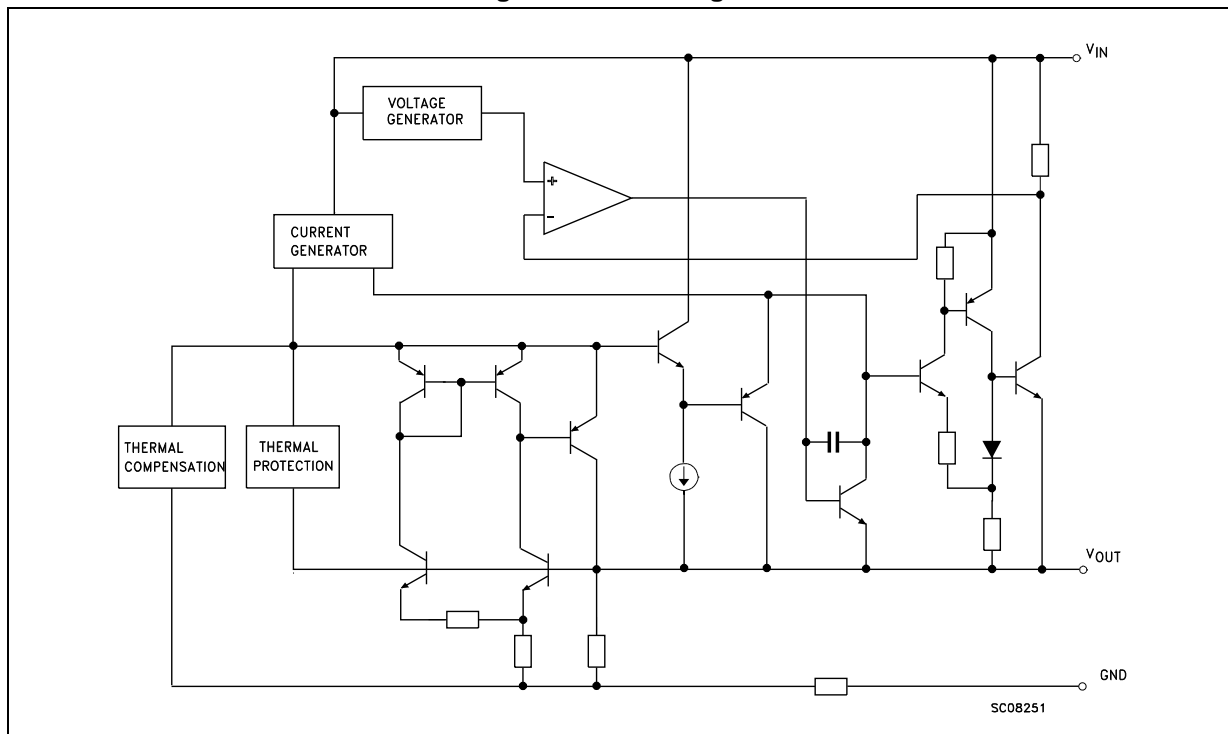 VIN
VOLTAGE
GENERATOR
+
-
CURRENT
GENERATOR
THERMAL
COMPENSATION
THERMAL
PROTECTION
VOUT
GND
SC08251